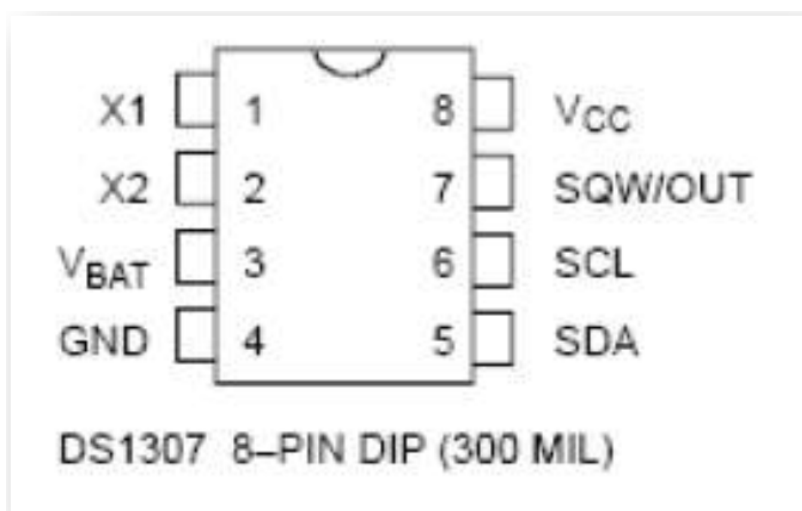 X1 1 8 VCC
X2 2 7 SQW/OUT
VBAT 3 6 SCL
GND 4 5 SDA
DS1307 8–PIN DIP (300 MIL)